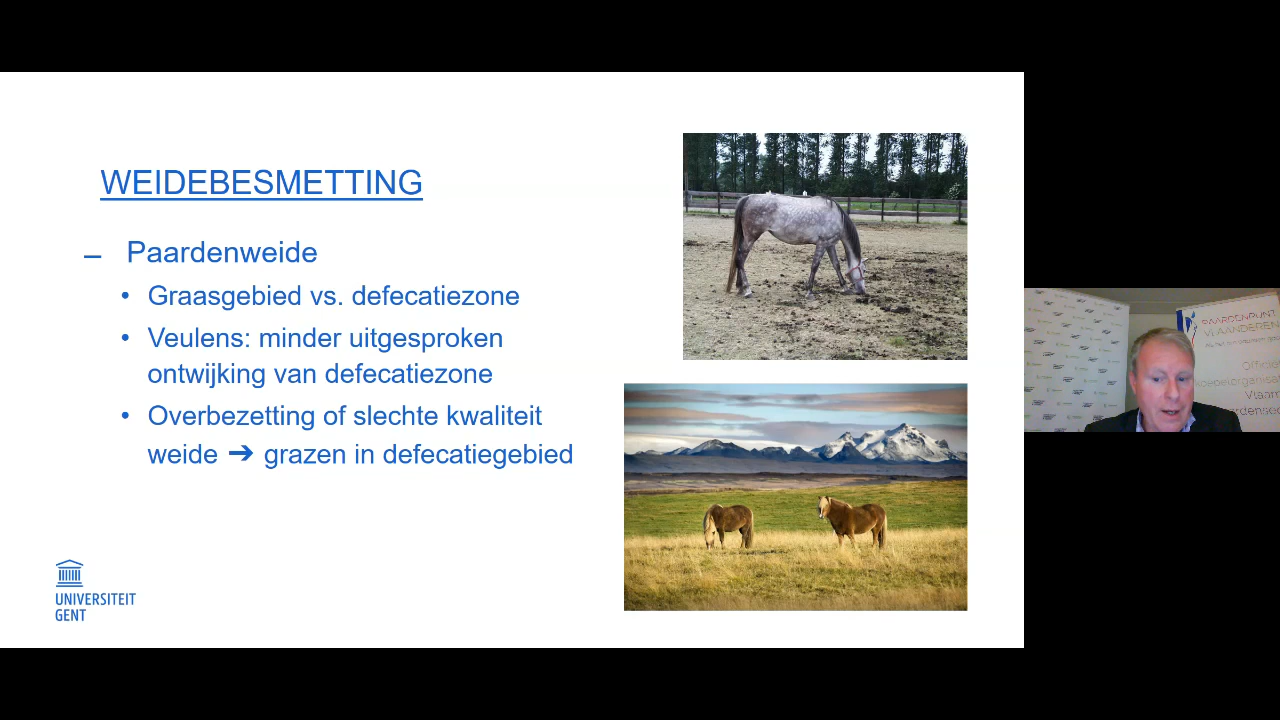 WEIDEBESMETTING
– Paardenweide
• Graasgebied vs. defecatiezone
• Veulens: minder uitgesproken
ontwijking van defecatiezone
• Overbezetting of slechte kwaliteit
weide ➔ grazen in defecatiegebied
UNIVERSITEIT
GENT
PAARDENPUNT
VLAANDEREN
Vlaam